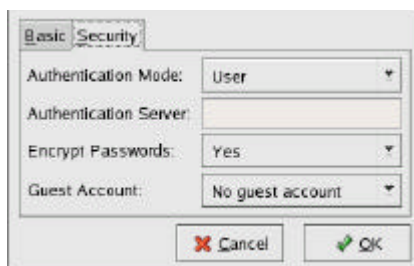 Basic Security
Authentication Mode: User
Authentication Server:
Encrypt Passwords: Yes
Guest Account: No guest account
Cancel OK